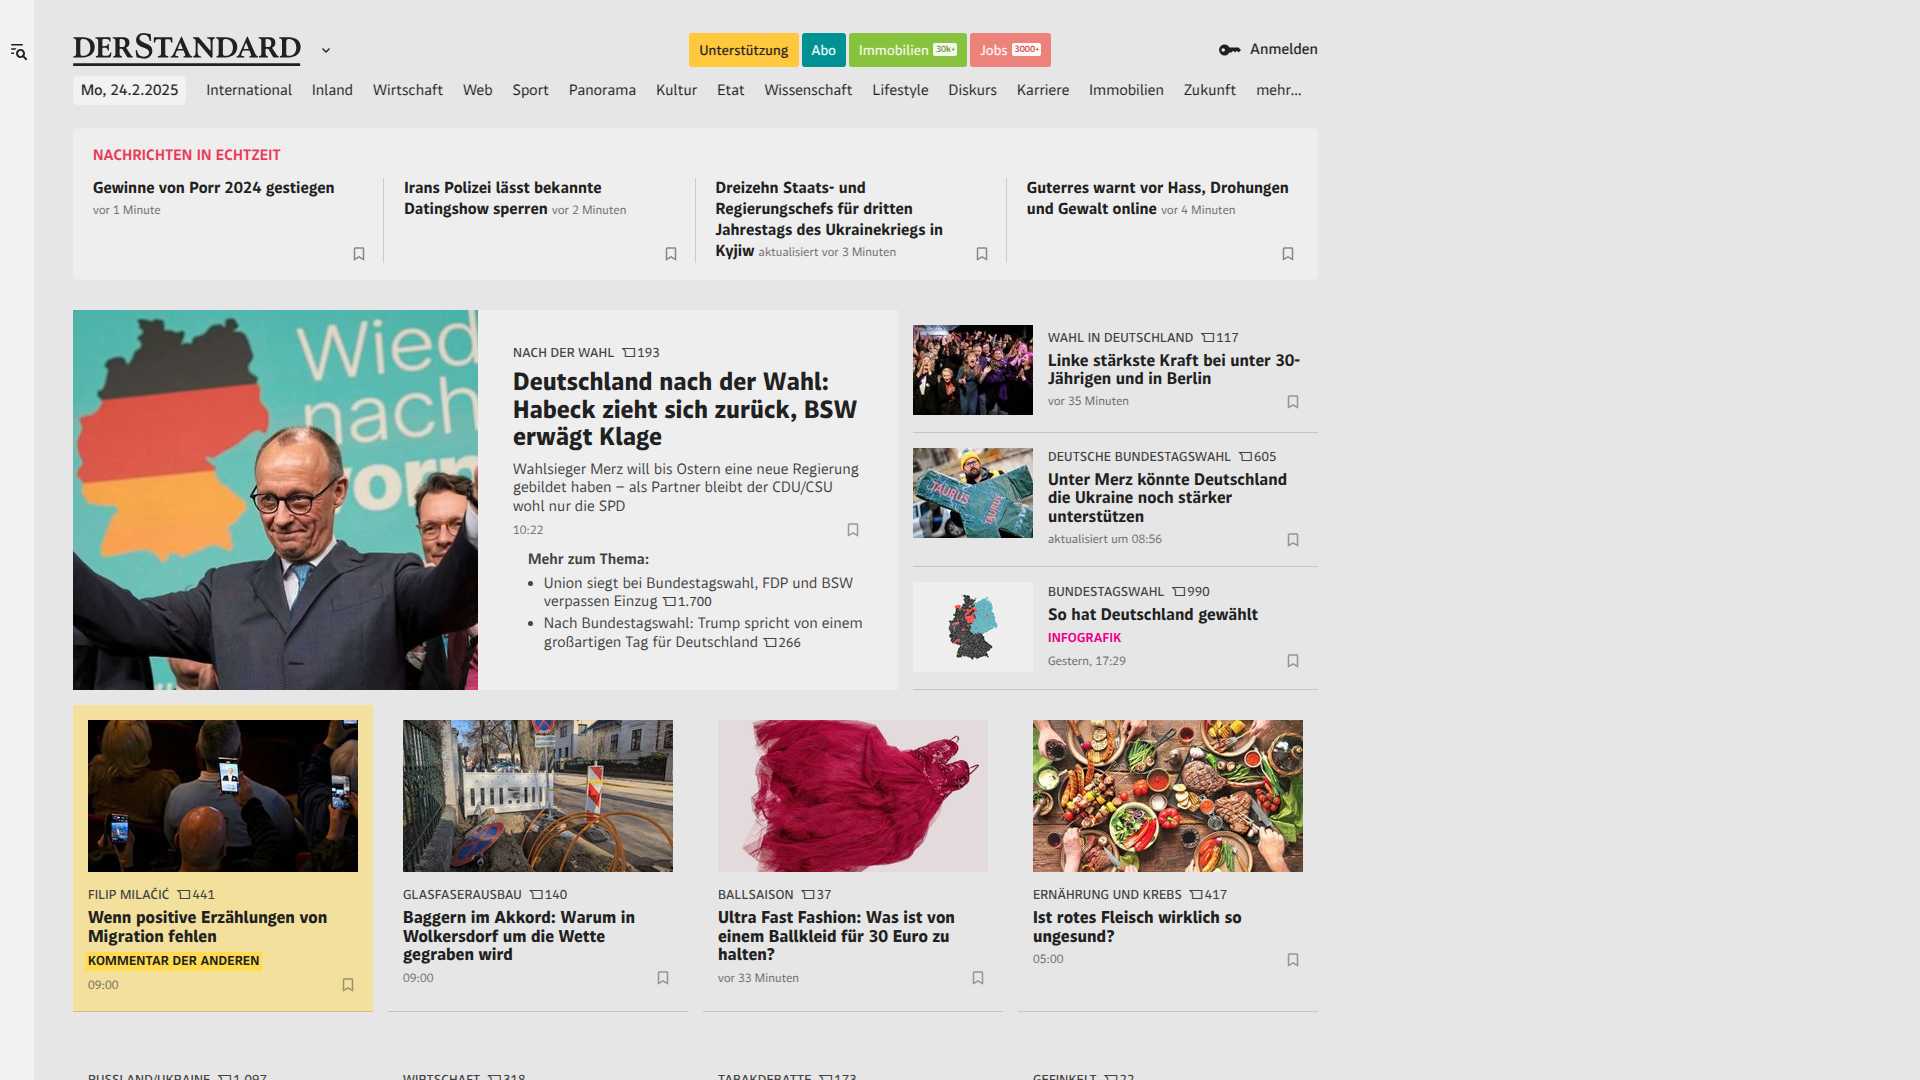 DERSTANDARD
Unterstützung
Abo
Immobilien 30k+
Jobs 3000+
Anmelden
Mo, 24.2.2025
International
Inland
Wirtschaft
Web
Sport
Panorama
Kultur
Etat
Wissenschaft
Lifestyle
Diskurs
Karriere
Immobilien
Zukunft
mehr...
NACHRICHTEN IN ECHTZEIT
Gewinne von Porr 2024 gestiegen
vor 1 Minute
Irans Polizei lässt bekannte
Datingshow sperren vor 2 Minuten
Dreizehn Staats- und
Regierungschefs für dritten
Jahrestags des Ukrainekriegs in
Kyjiw aktualisiert vor 3 Minuten
Guterres warnt vor Hass, Drohungen
und Gewalt online vor 4 Minuten
Wied
nach
vorn
NACH DER WAHL 193
Deutschland nach der Wahl:
Habeck zieht sich zurück, BSW
erwägt Klage
Wahlsieger Merz will bis Ostern eine neue Regierung
gebildet haben – als Partner bleibt der CDU/CSU
wohl nur die SPD
10:22
Mehr zum Thema:
• Union siegt bei Bundestagswahl, FDP und BSW
verpassen Einzug 1.700
• Nach Bundestagswahl: Trump spricht von einem
großartigen Tag für Deutschland 266
WAHL IN DEUTSCHLAND 117
Linke stärkste Kraft bei unter 30-
Jährigen und in Berlin
vor 35 Minuten
TAURUS
TAURUS
DEUTSCHE BUNDESTAGSWAHL 605
Unter Merz könnte Deutschland
die Ukraine noch stärker
unterstützen
aktualisiert um 08:56
BUNDESTAGSWAHL 990
So hat Deutschland gewählt
INFOGRAFIK
Gestern, 17:29
FILIP MILAČIĆ 441
Wenn positive Erzählungen von
Migration fehlen
KOMMENTAR DER ANDEREN
09:00
GLASFASERAUSBAU 140
Baggern im Akkord: Warum in
Wolkersdorf um die Wette
gegraben wird
09:00
BALLSAISON 37
Ultra Fast Fashion: Was ist von
einem Ballkleid für 30 Euro zu
halten?
vor 33 Minuten
ERNÄHRUNG UND KREBS 417
Ist rotes Fleisch wirklich so
ungesund?
05:00
RUSSLAND/UKRAINE 1.097
WIRTSCHAFT 318
TABAKDEBATTE 173
GEFINKELT 22